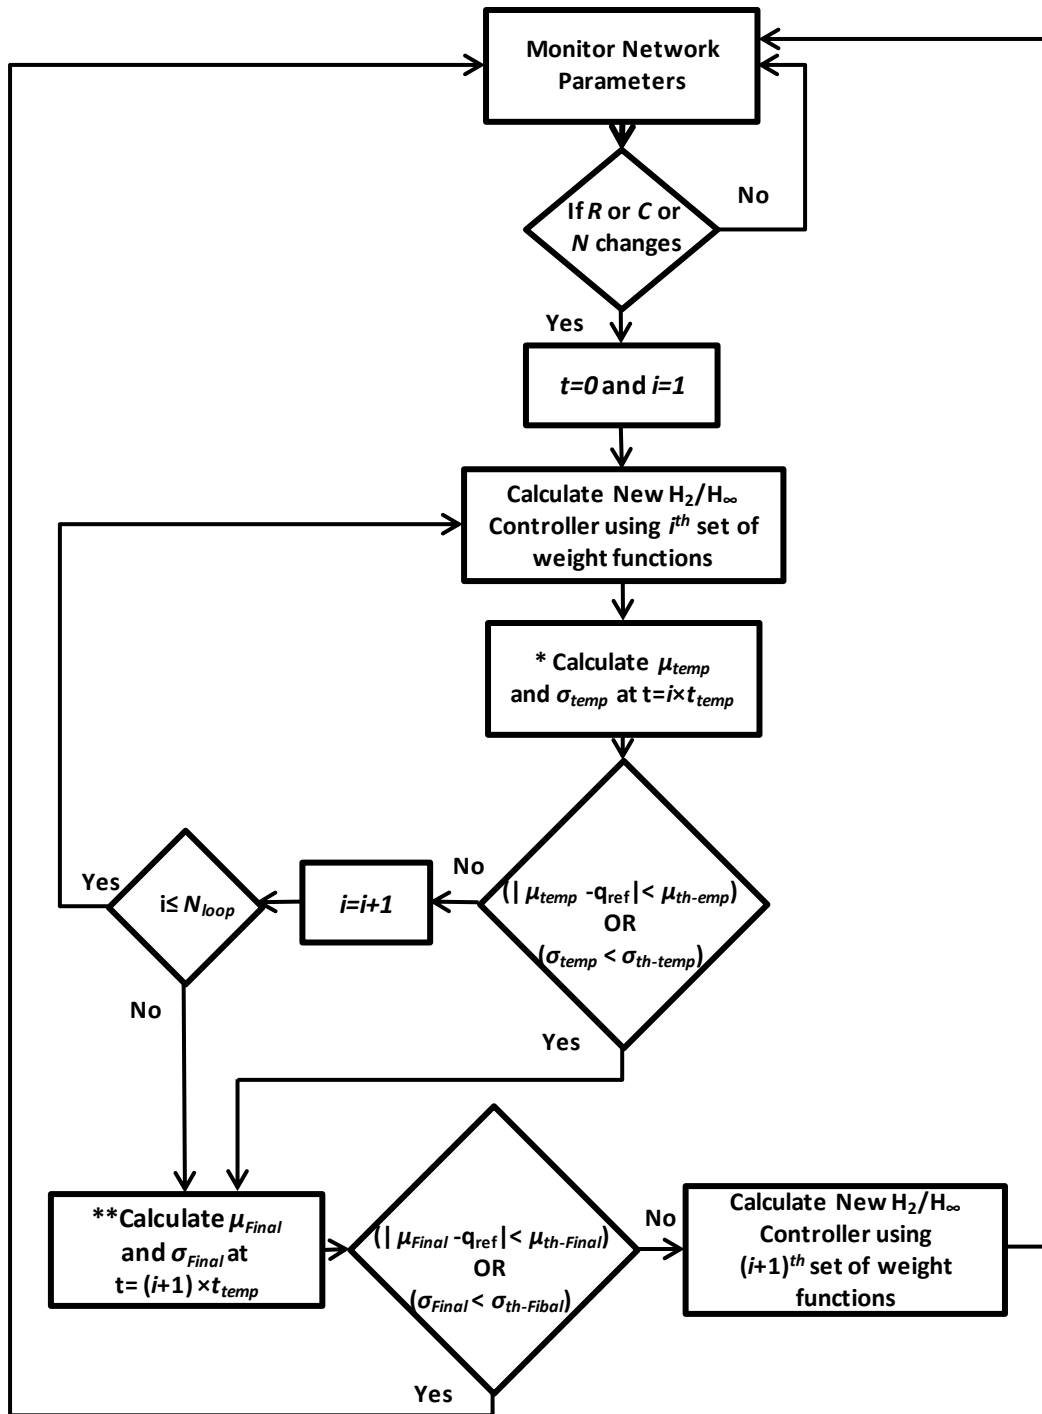 Monitor Network
Parameters
No
If R or C or
N changes
Yes
t=0 and i=1
Calculate New H₂/H∞
Controller using iᵗʰ set of
weight functions
* Calculate μtemp
and σtemp at t=i×ttemp
No
(| μtemp -qref|< μth-emp)
OR
(σtemp < σth-temp)
i=i+1
Yes
i≤ Nloop
No
Yes
**Calculate μFinal
and σFinal at
t= (i+1) ×ttemp
(| μFinal -qref|< μth-Final)
OR
(σFinal < σth-Fibal)
No
Calculate New H₂/H∞
Controller using
(i+1)ᵗʰ set of weight
functions
Yes